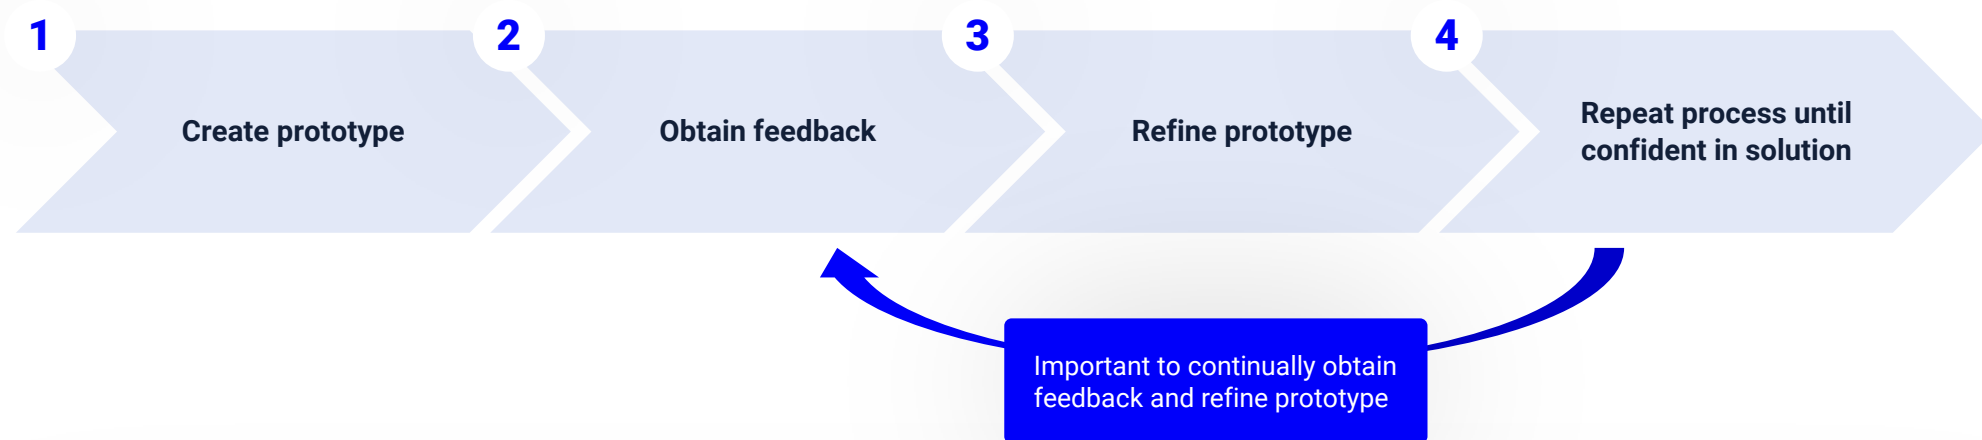 1
Create prototype
2
Obtain feedback
3
Refine prototype
4
Repeat process until
confident in solution
Important to continually obtain
feedback and refine prototype